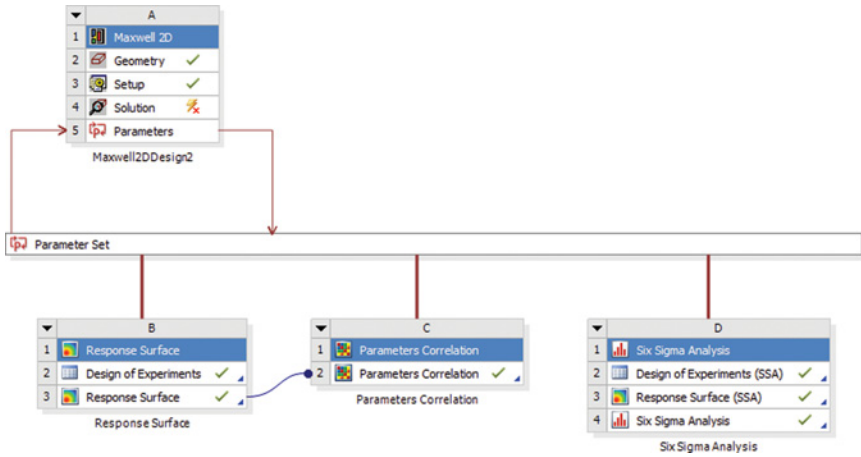 A
1 Maxwell 2D
2 Geometry
3 Setup
4 Solution
5 Parameters
Maxwell2DDesign2
Parameter Set
B
1 Response Surface
2 Design of Experiments
3 Response Surface
Response Surface
C
1 Parameters Correlation
2 Parameters Correlation
Parameters Correlation
D
1 Six Sigma Analysis
2 Design of Experiments (SSA)
3 Response Surface (SSA)
4 Six Sigma Analysis
Six Sigma Analysis